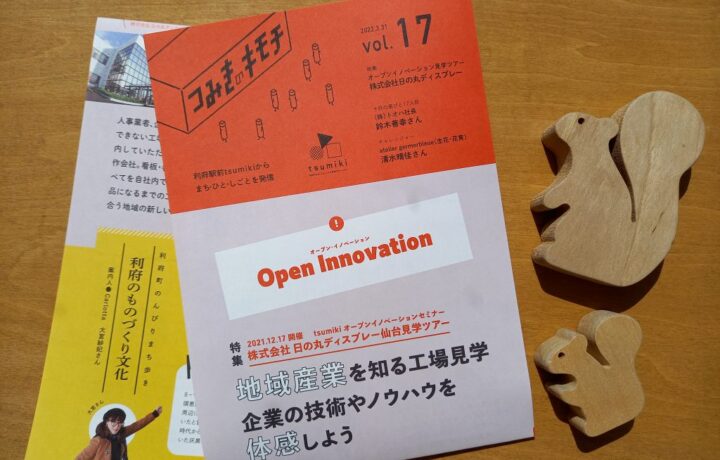 つみきのキモチ
2022.3.31
vol. 17
特集
オープンイノベーション見学ツアー
株式会社日の丸ディスプレー
鈴木善幸さん
清水晴佳さん
利府駅前tsumikiから
まち・ひと・しごとを発信
tsumiki
オープン・イノベーション
Open Innovation
特集
2021.12.17 開催 tsumiki オープンイノベーションセミナー
株式会社 日の丸ディスプレー仙台見学ツアー
地域産業を知る工場見学
企業の技術やノウハウを
体感しよう
人事業者、
できない工
内していただ
作会社。看板・
べてを自社内で
品になるまでの工
合う地域の新しい
利府町のんびりまち歩き
利府のものづくり文化
案内人●Carlotta 大宮紗妃さん